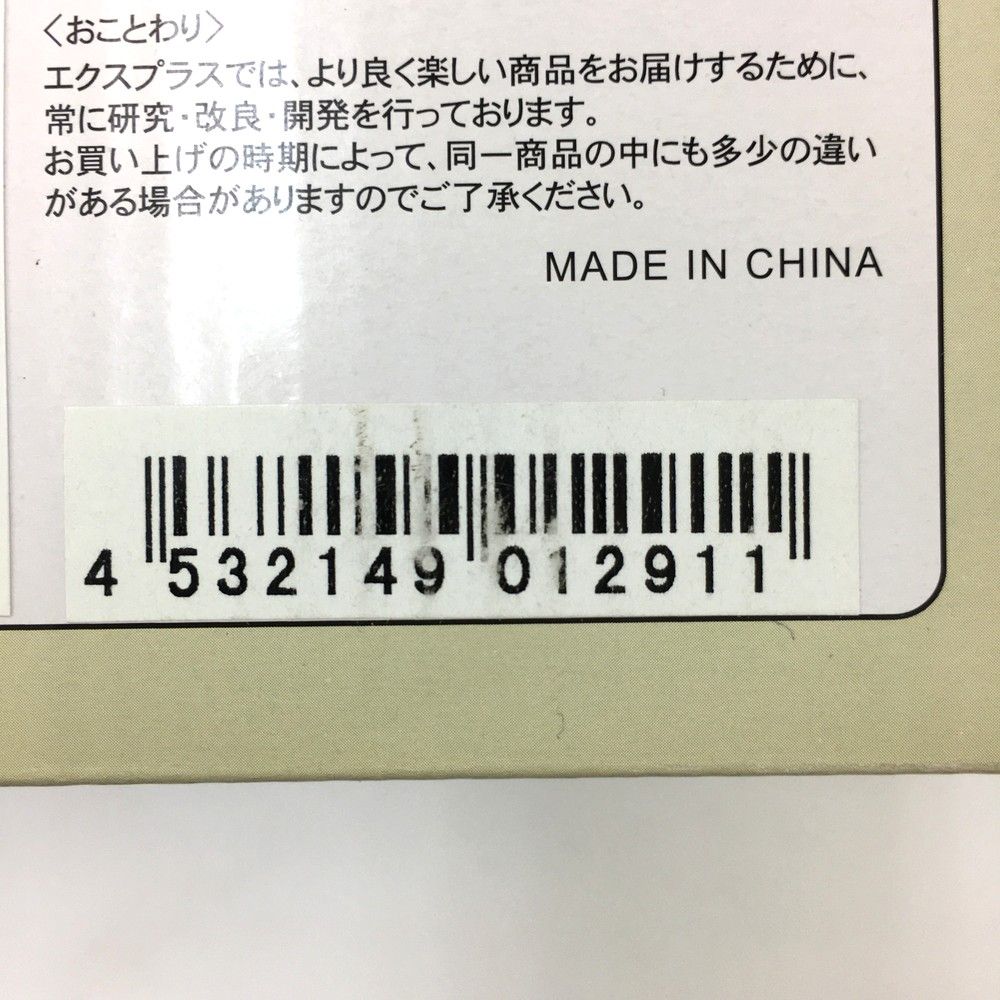 〈おことわり〉
エクスプラスでは、より良く楽しい商品をお届けするために、
常に研究・改良・開発を行っております。
お買い上げの時期によって、同一商品の中にも多少の違い
がある場合がありますのでご了承ください。
MADE IN CHINA
4 532149 012911